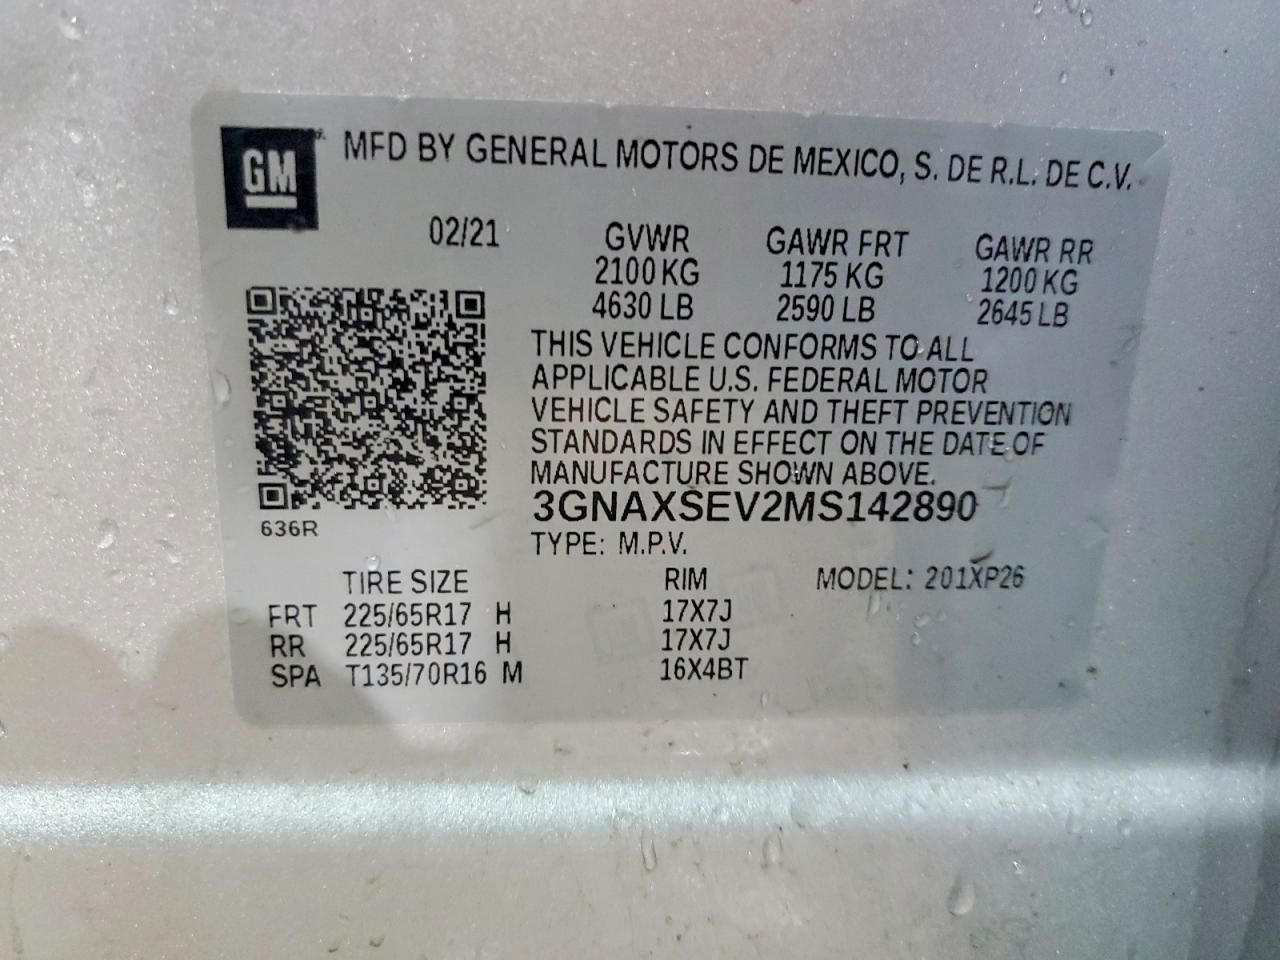 GM MFD BY GENERAL MOTORS DE MEXICO, S. DE R.L. DE C.V.
02/21 GVWR GAWR FRT GAWR RR
2100 KG 1175 KG 1200 KG
4630 LB 2590 LB 2645 LB
THIS VEHICLE CONFORMS TO ALL
APPLICABLE U.S. FEDERAL MOTOR
VEHICLE SAFETY AND THEFT PREVENTION
STANDARDS IN EFFECT ON THE DATE OF
MANUFACTURE SHOWN ABOVE.
3GNAXSEV2MS142890
636R
TYPE: M.P.V.
TIRE SIZE RIM MODEL: 201XP26
FRT 225/65R17 H 17X7J
RR 225/65R17 H 17X7J
SPA T135/70R16 M 16X4BT